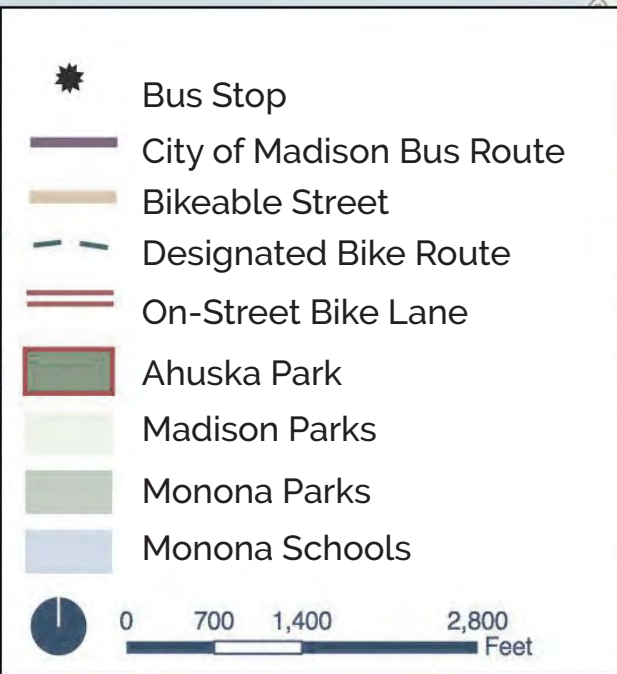 Bus Stop
City of Madison Bus Route
Bikeable Street
Designated Bike Route
On-Street Bike Lane
Ahuska Park
Madison Parks
Monona Parks
Monona Schools
0 700 1,400 2,800
Feet